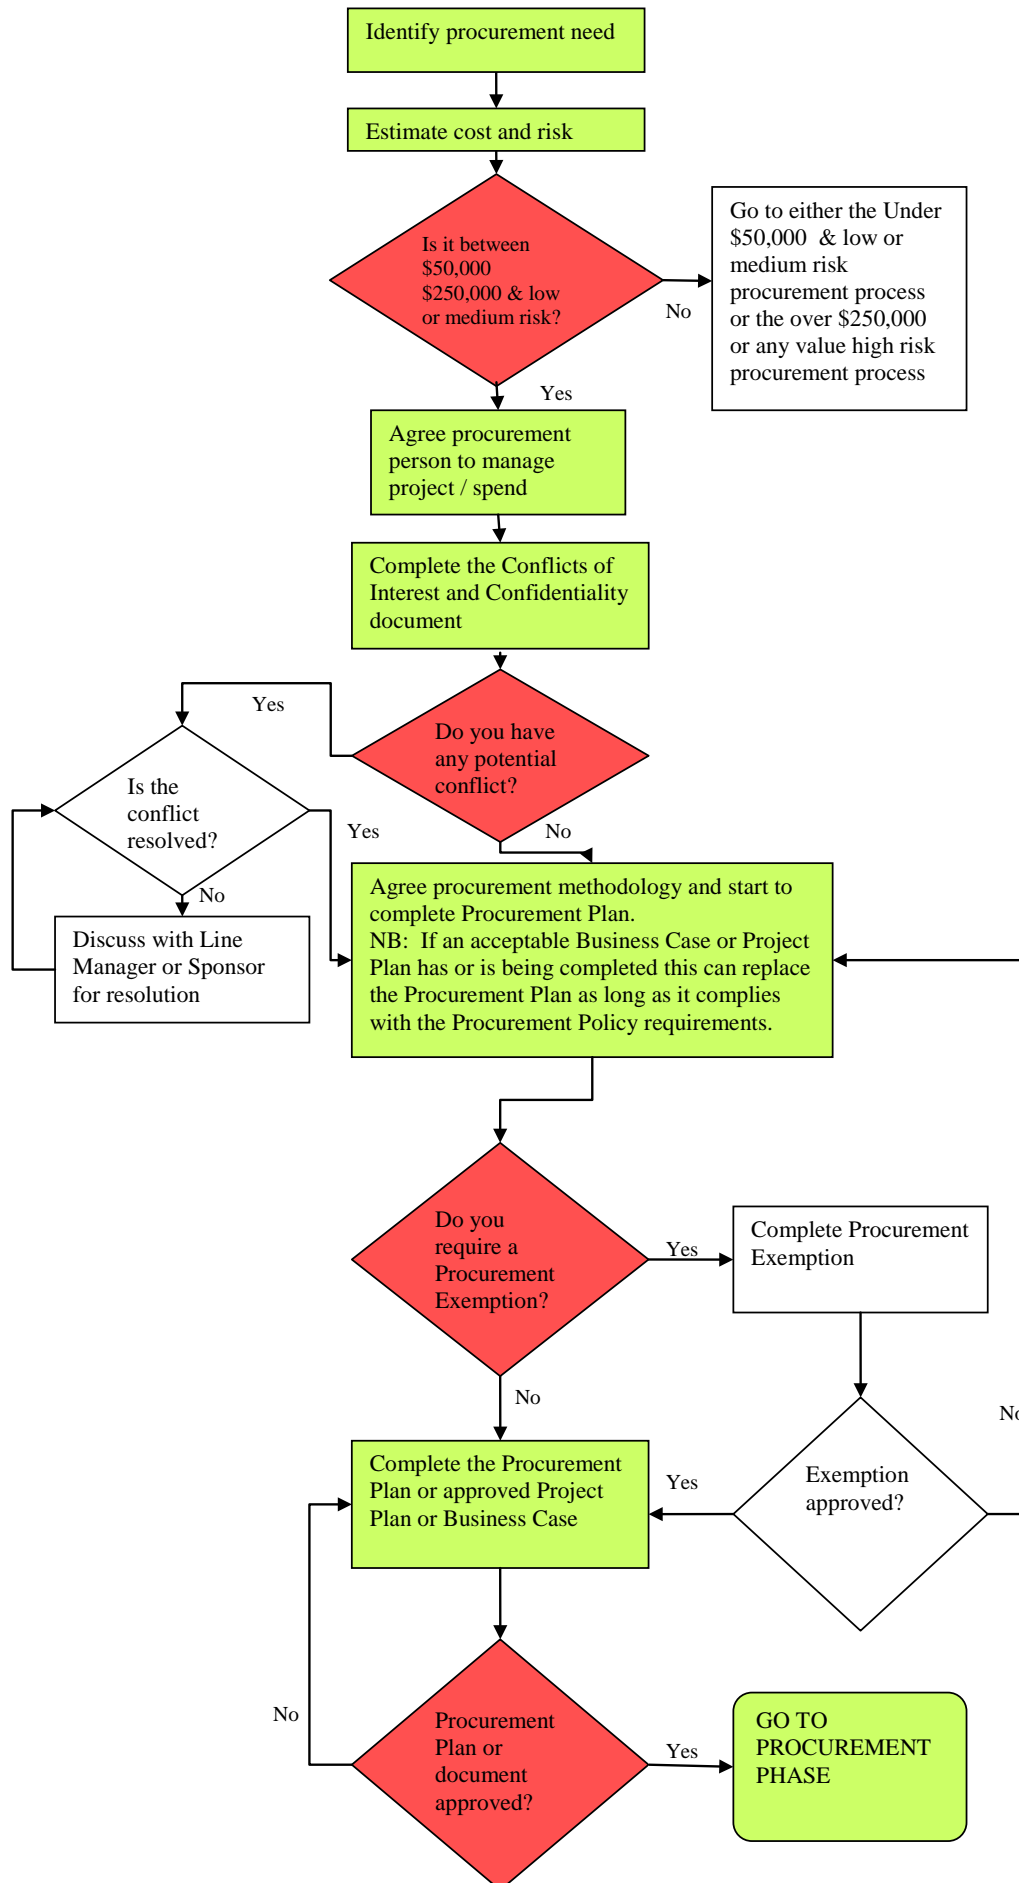 Identify procurement need
Estimate cost and risk
Is it between
$50,000
$250,000 & low
or medium risk?
No
Go to either the Under
$50,000  & low or
medium risk
procurement process
or the over $250,000
or any value high risk
procurement process
Yes
Agree procurement
person to manage
project / spend
Complete the Conflicts of
Interest and Confidentiality
document
Do you have
any potential
conflict?
Yes
Is the
conflict
resolved?
Yes
No
No
Discuss with Line
Manager or Sponsor
for resolution
Agree procurement methodology and start to
complete Procurement Plan.
NB:  If an acceptable Business Case or Project
Plan has or is being completed this can replace
the Procurement Plan as long as it complies
with the Procurement Policy requirements.
Do you
require a
Procurement
Exemption?
Yes
Complete Procurement
Exemption
No
No
Exemption
approved?
Yes
Complete the Procurement
Plan or approved Project
Plan or Business Case
No
Procurement
Plan or
document
approved?
Yes
GO TO
PROCUREMENT
PHASE